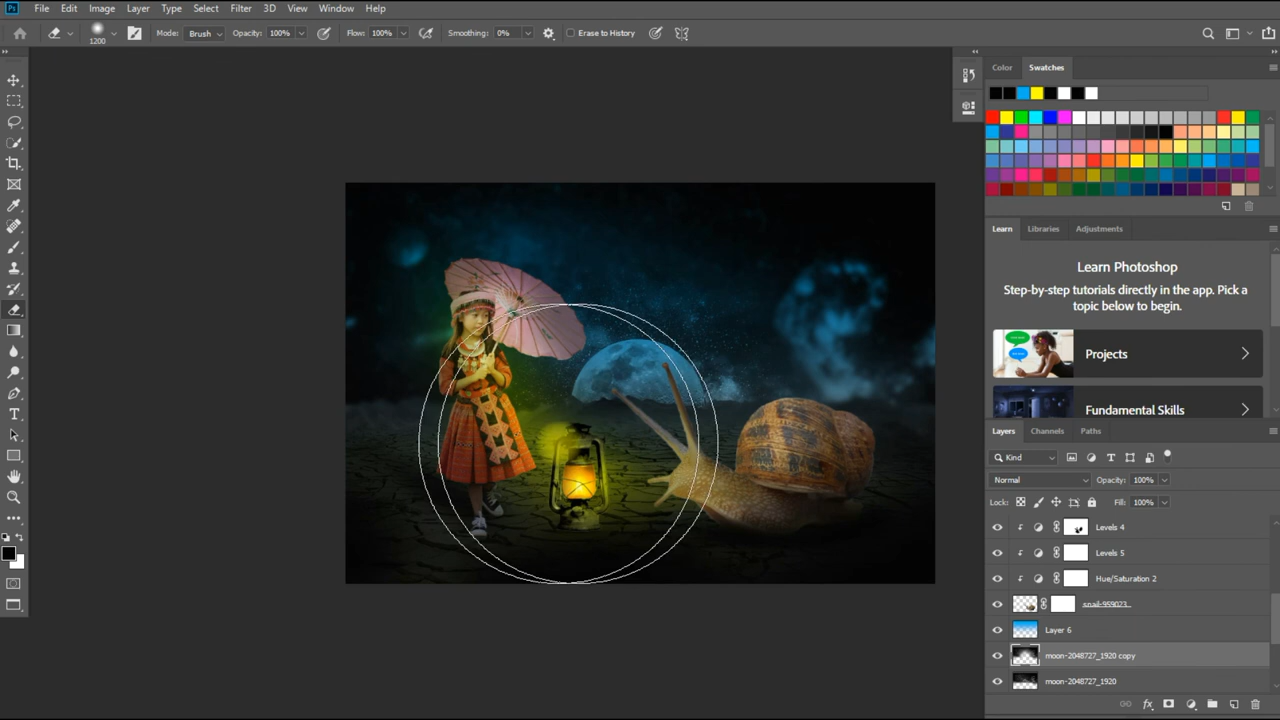 Ps File Edit Image Layer Type Select Filter 3D View Window Help
1200 Mode: Brush Opacity: 100% Flow: 100% Smoothing: 0% Erase to History
Color Swatches
Learn Libraries Adjustments
Learn Photoshop
Step-by-step tutorials directly in the app. Pick a
topic below to begin.
Projects
Fundamental Skills
Layers Channels Paths
Kind
Normal Opacity: 100%
Lock: Fill: 100%
Levels 4
Levels 5
Hue/Saturation 2
snail-959023...
Layer 6
moon-2048727_1920 copy
moon-2048727_1920